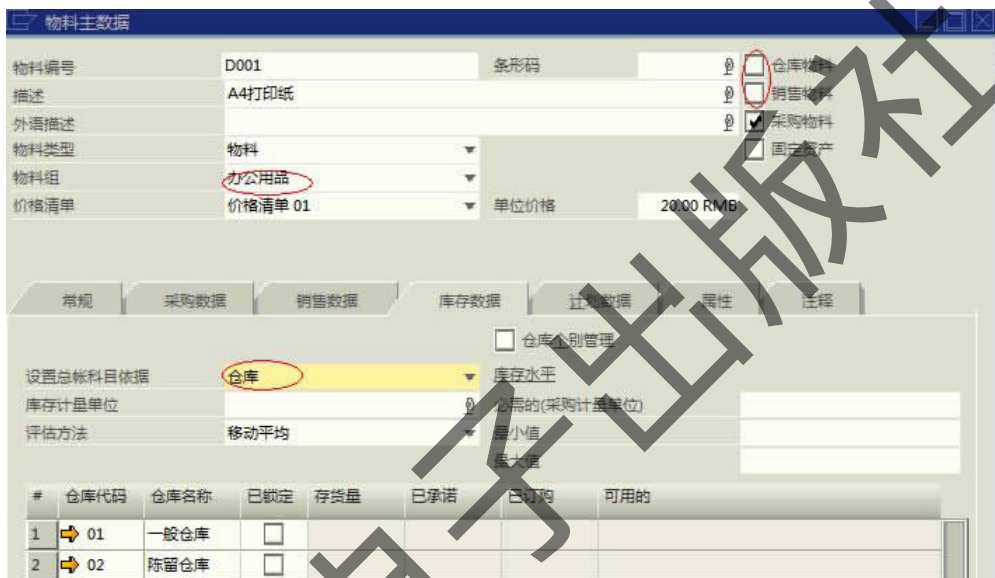 物料主数据
物料编号 D001 条形码 仓库物料
描述 A4打印纸 销售物料
外语描述 采购物料
物料类型 物料 固定资产
物料组 办公用品
价格清单 价格清单 01 单位价格 20.00 RMB
常规 采购数据 销售数据 库存数据 计划数据 属性 注释
仓库个别管理
设置总帐科目依据 仓库 库存水平
库存计量单位 必需的(采购计量单位)
评估方法 移动平均 最小值
最大值
# 仓库代码 仓库名称 已锁定 存货量 已承诺 已订购 可用的
1 01 一般仓库
2 02 陈留仓库
电子出版社